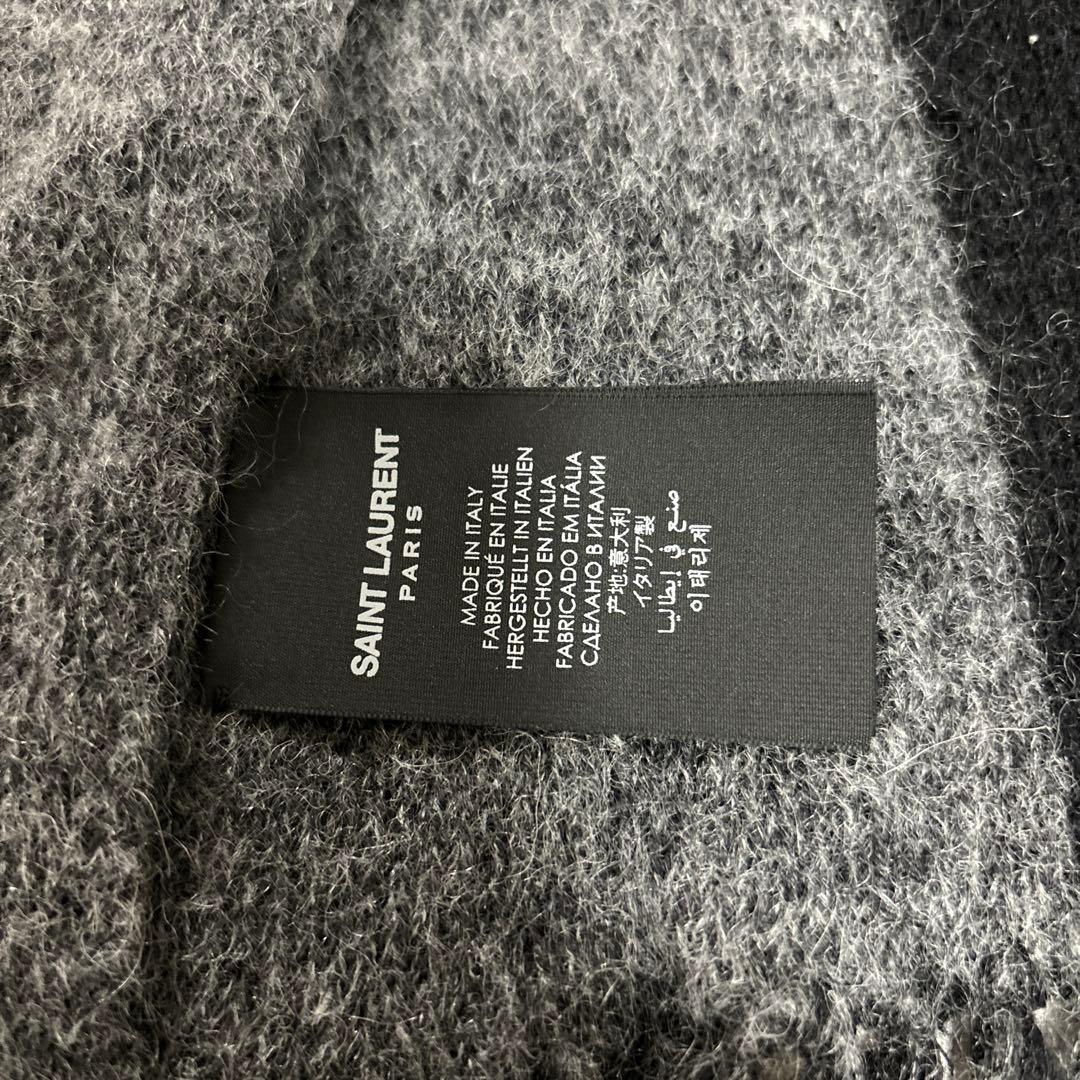 SAINT LAURENT
PARIS
MADE IN ITALY
FABRIQUÉ EN ITALIE
HERGESTELLT IN ITALIEN
HECHO EN ITALIA
FABRICADO EM ITÁLIA
СДЕЛАНО В ИТАЛИИ
产地:意大利
イタリア製
صنع في إيطاليا
이태리제